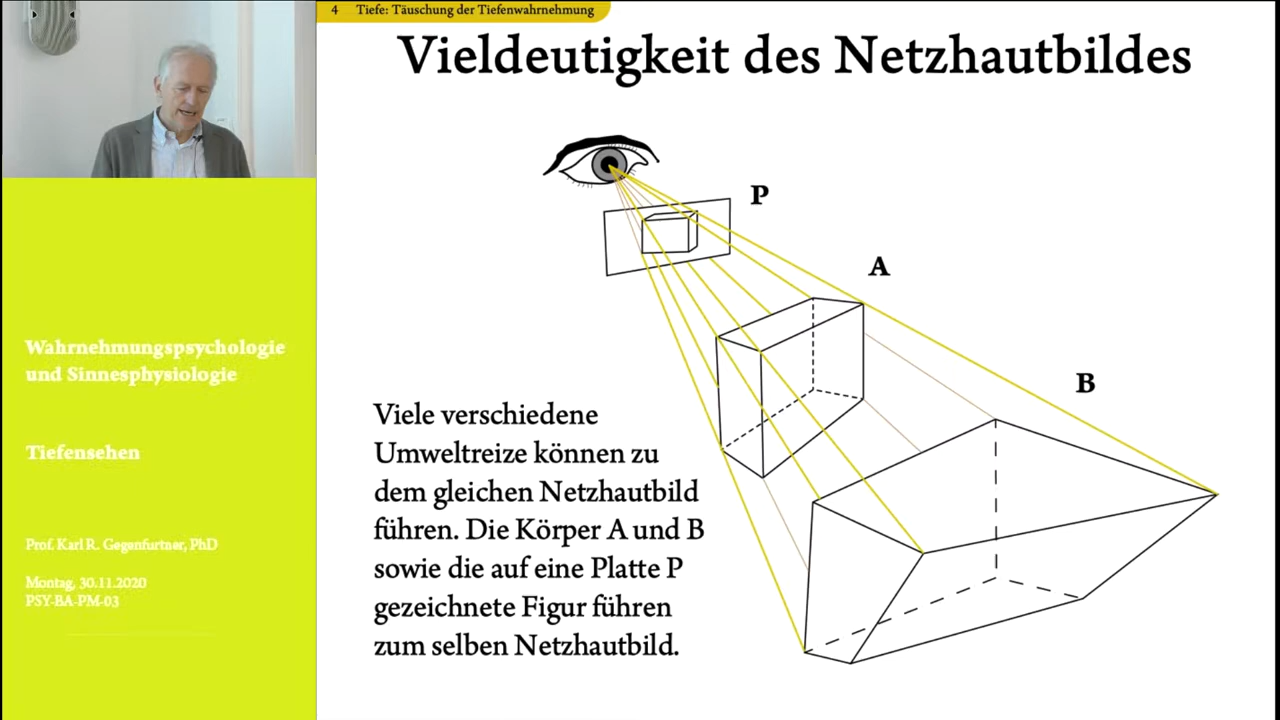 4 Tiefe: Täuschung der Tiefenwahrnehmung
Vieldeutigkeit des Netzhautbildes
P
A
B
Viele verschiedene
Umweltreize können zu
dem gleichen Netzhautbild
führen. Die Körper A und B
sowie die auf eine Platte P
gezeichnete Figur führen
zum selben Netzhautbild.
Wahrnehmungspsychologie
und Sinnesphysiologie
Tiefensehen
Prof. Karl R. Gegenfurtner, PhD
Montag, 30.11.2020
PSY-BA-PM-03